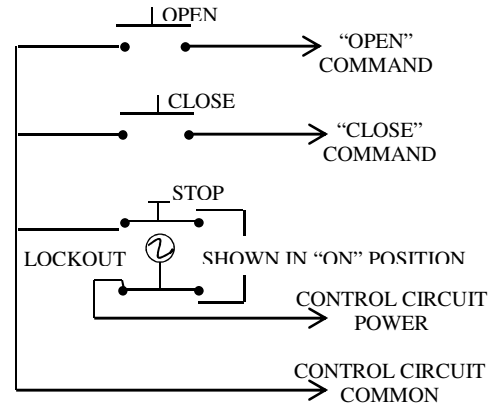 OPEN
“OPEN”
COMMAND
CLOSE
“CLOSE”
COMMAND
STOP
LOCKOUT
SHOWN IN “ON” POSITION
CONTROL CIRCUIT
POWER
CONTROL CIRCUIT
COMMON